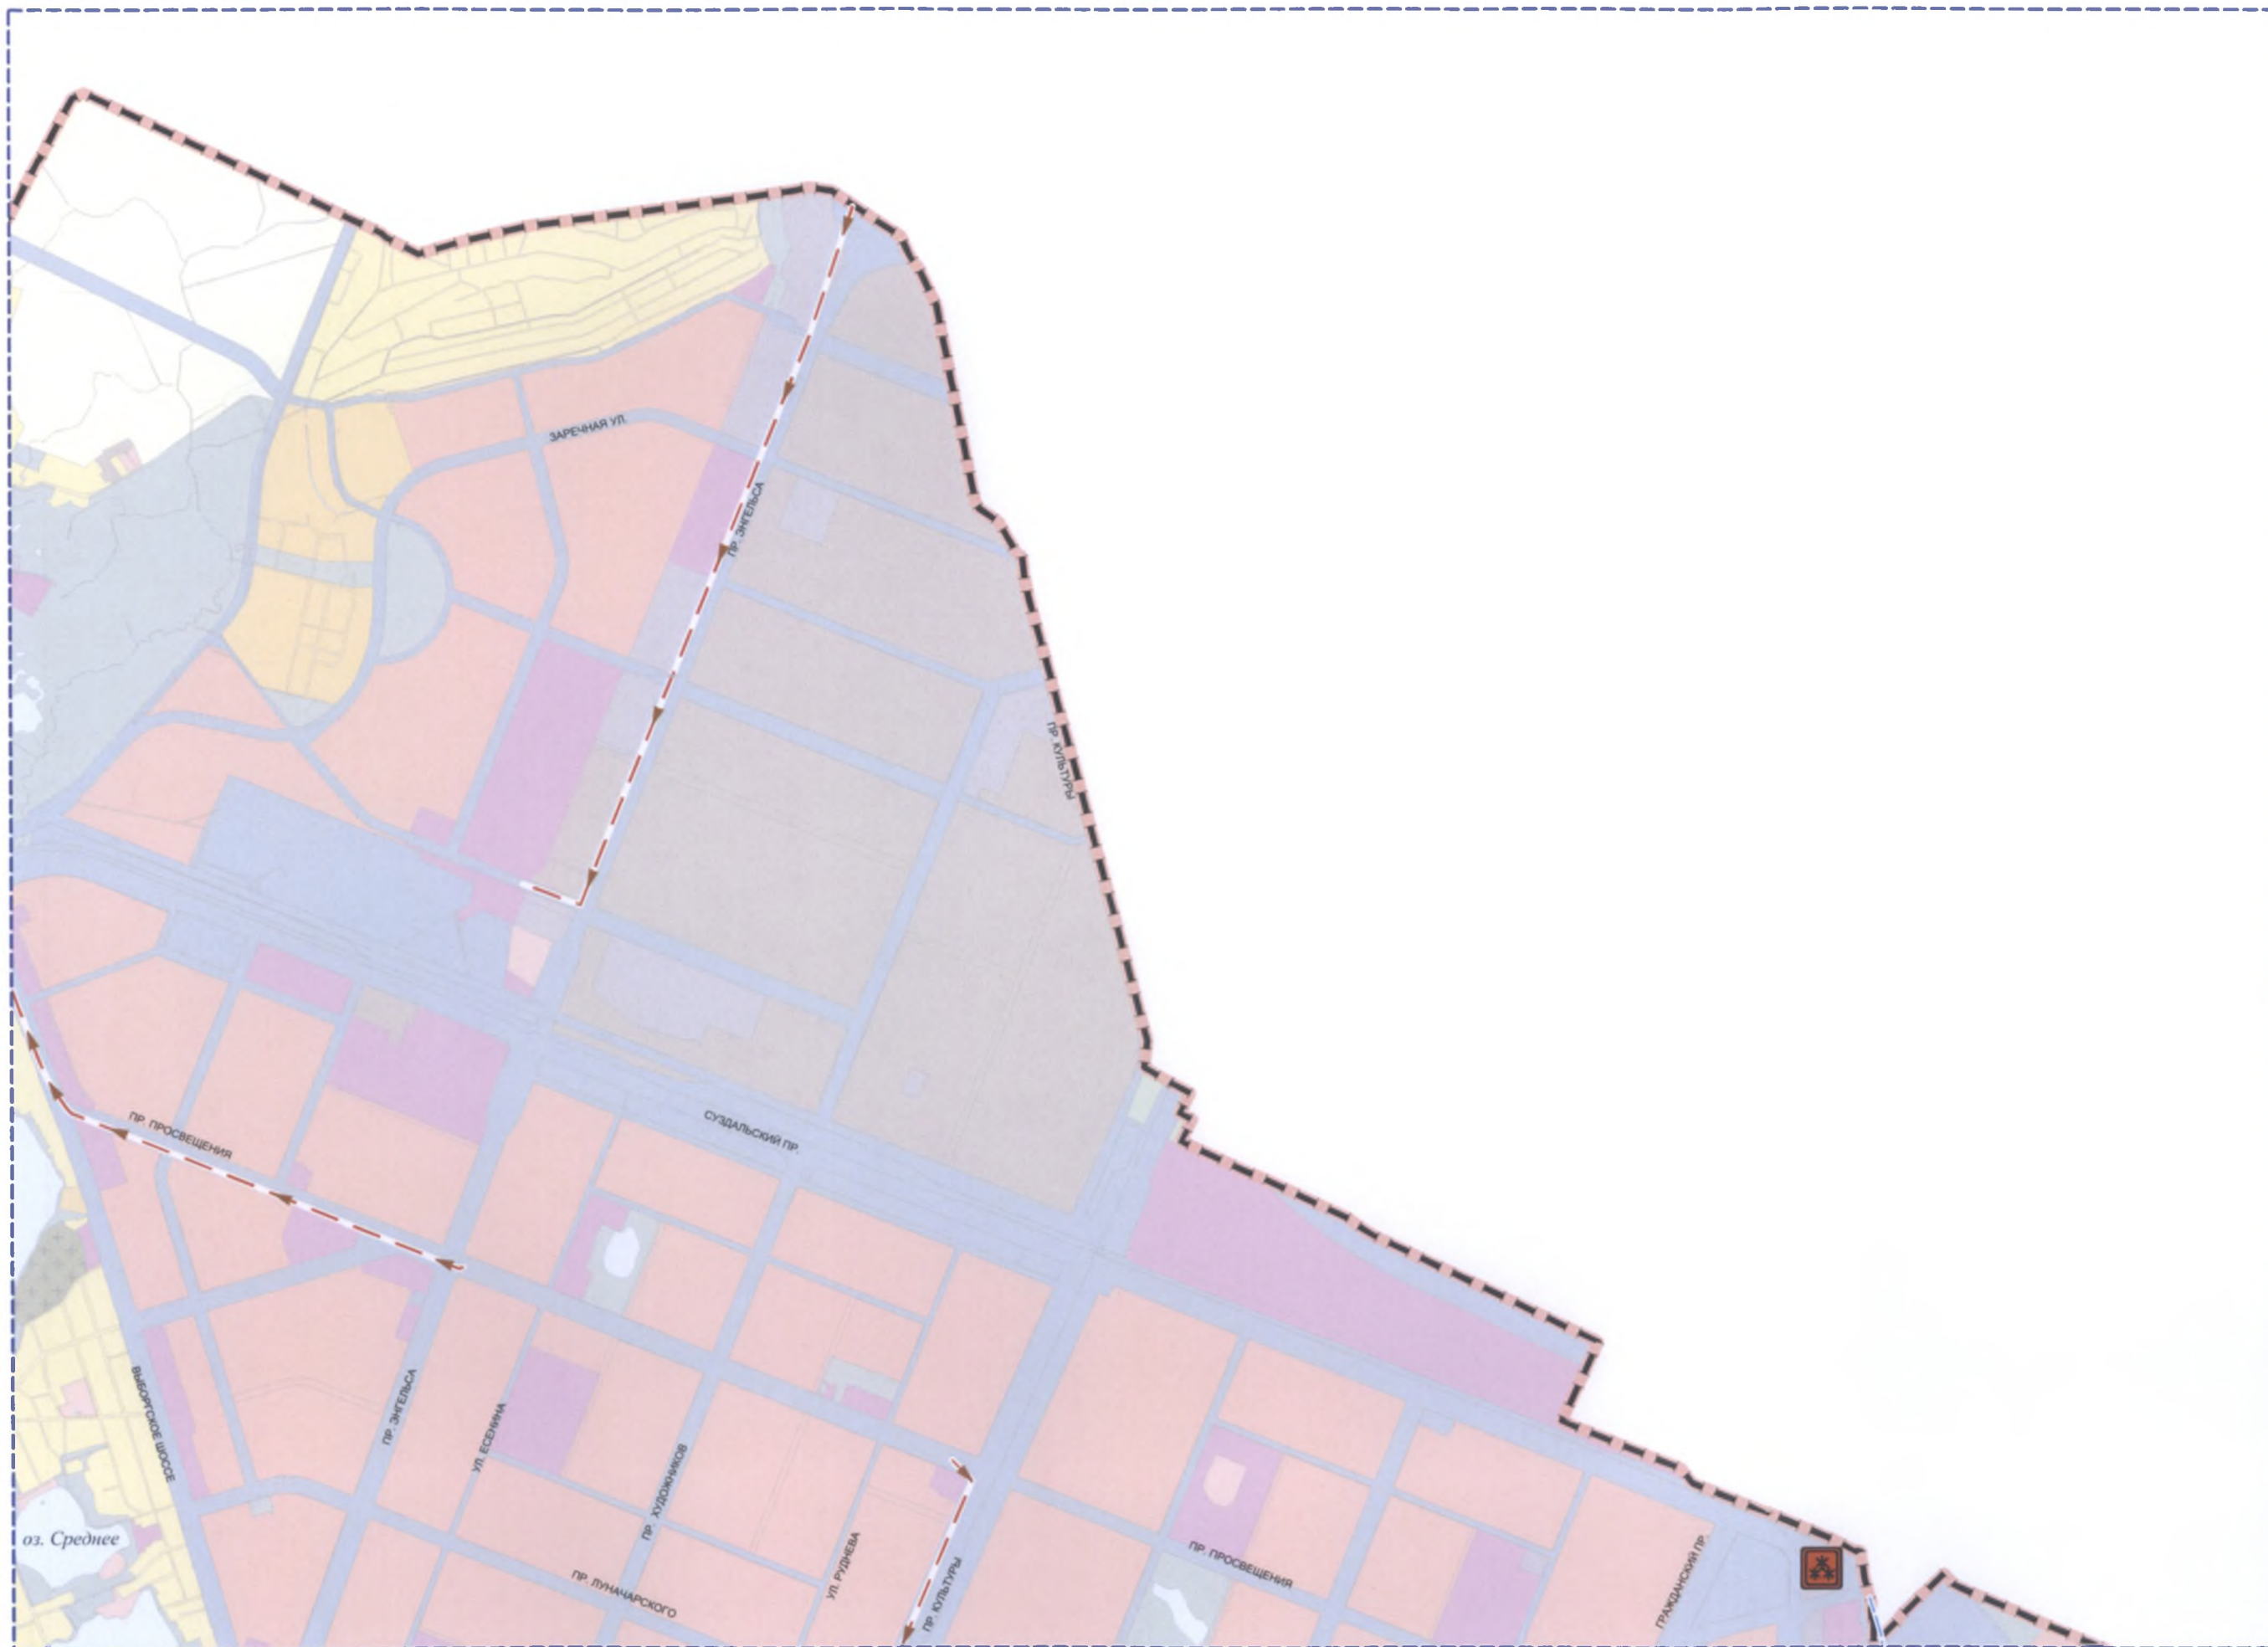 ЗАРЕЧНАЯ УЛ.
ПР. ЭНГЕЛЬСА
ПР. КУЛЬТУРЫ
СУЗДАЛЬСКИЙ ПР.
ПР. ПРОСВЕЩЕНИЯ
ВЫБОРГСКОЕ ШОССЕ
ПР. ЭНГЕЛЬСА
УЛ. ЕСЕНИНА
ПР. ХУДОЖНИКОВ
оз. Среднее
ПР. ЛУНАЧАРСКОГО
УЛ. РУДНЕВА
ПР. КУЛЬТУРЫ
ПР. ПРОСВЕЩЕНИЯ
ГРАЖДАНСКИЙ ПР.